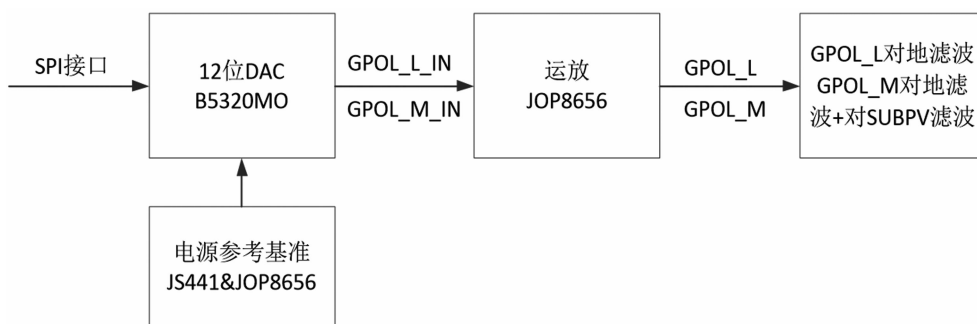 SPI接口
12位DAC
B5320MO
GPOL_L_IN
GPOL_M_IN
运放
JOP8656
GPOL_L
GPOL_M
GPOL_L对地滤波
GPOL_M对地滤
波+对SUBPV滤波
电源参考基准
JS441&JOP8656